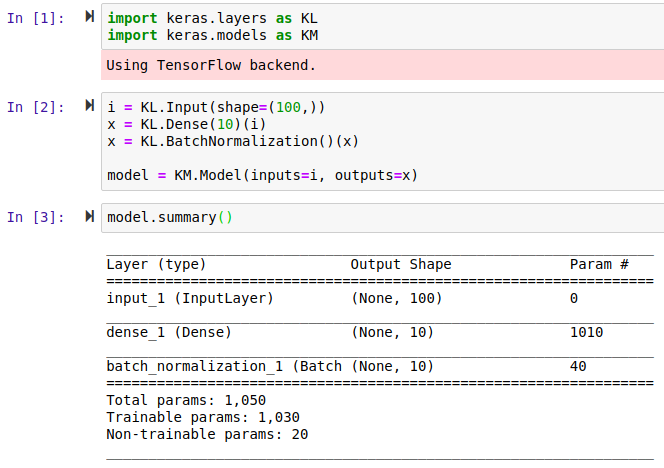 In [1]: import keras.layers as KL
import keras.models as KM
Using TensorFlow backend.
In [2]: i = KL.Input(shape=(100,))
x = KL.Dense(10)(i)
x = KL.BatchNormalization()(x)
model = KM.Model(inputs=i, outputs=x)
In [3]: model.summary()
Layer (type) Output Shape Param #
=================================================================
input_1 (InputLayer) (None, 100) 0
dense_1 (Dense) (None, 10) 1010
batch_normalization_1 (Batch (None, 10) 40
=================================================================
Total params: 1,050
Trainable params: 1,030
Non-trainable params: 20